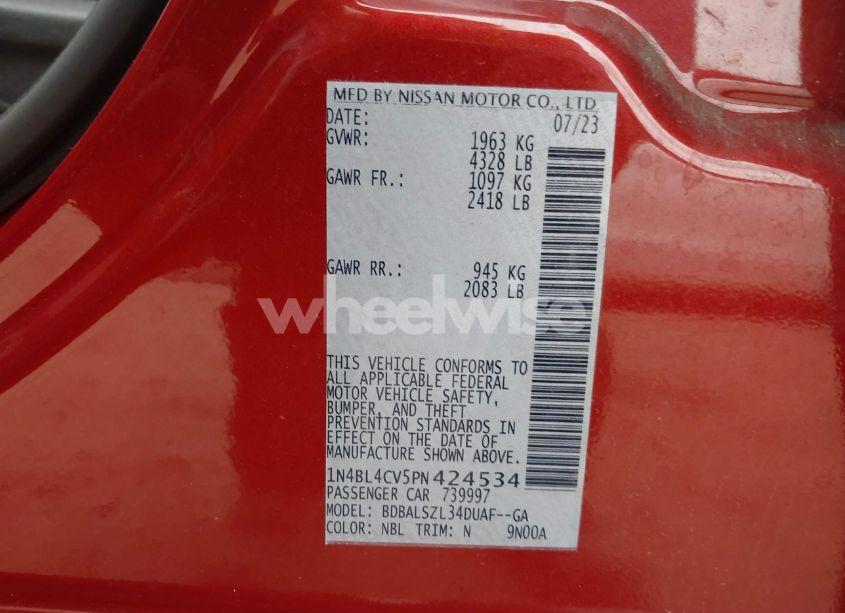 MFD BY NISSAN MOTOR CO., LTD.
DATE: 07/23
GVWR: 1963 KG
4328 LB
GAWR FR.: 1097 KG
2418 LB
GAWR RR.: 945 KG
2083 LB
wheelwise
THIS VEHICLE CONFORMS TO
ALL APPLICABLE FEDERAL
MOTOR VEHICLE SAFETY,
BUMPER, AND THEFT
PREVENTION STANDARDS IN
EFFECT ON THE DATE OF
MANUFACTURE SHOWN ABOVE.
1N4BL4CV5PN424534
PASSENGER CAR 739997
MODEL: BDBALSZL34DUAF--GA
COLOR: NBL TRIM: N 9N00A